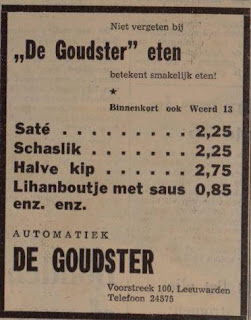 Niet vergeten bij
„De Goudster” eten
betekent smakelijk eten!
★
Binnenkort ook Weerd 13
Saté . . . . . . . . . 2,25
Schaslik . . . . . . . 2,25
Halve kip . . . . . . 2,75
Lihanboutje met saus 0,85
enz. enz.
AUTOMATIEK
DE GOUDSTER
Voorstreek 100, Leeuwarden
Telefoon 24575